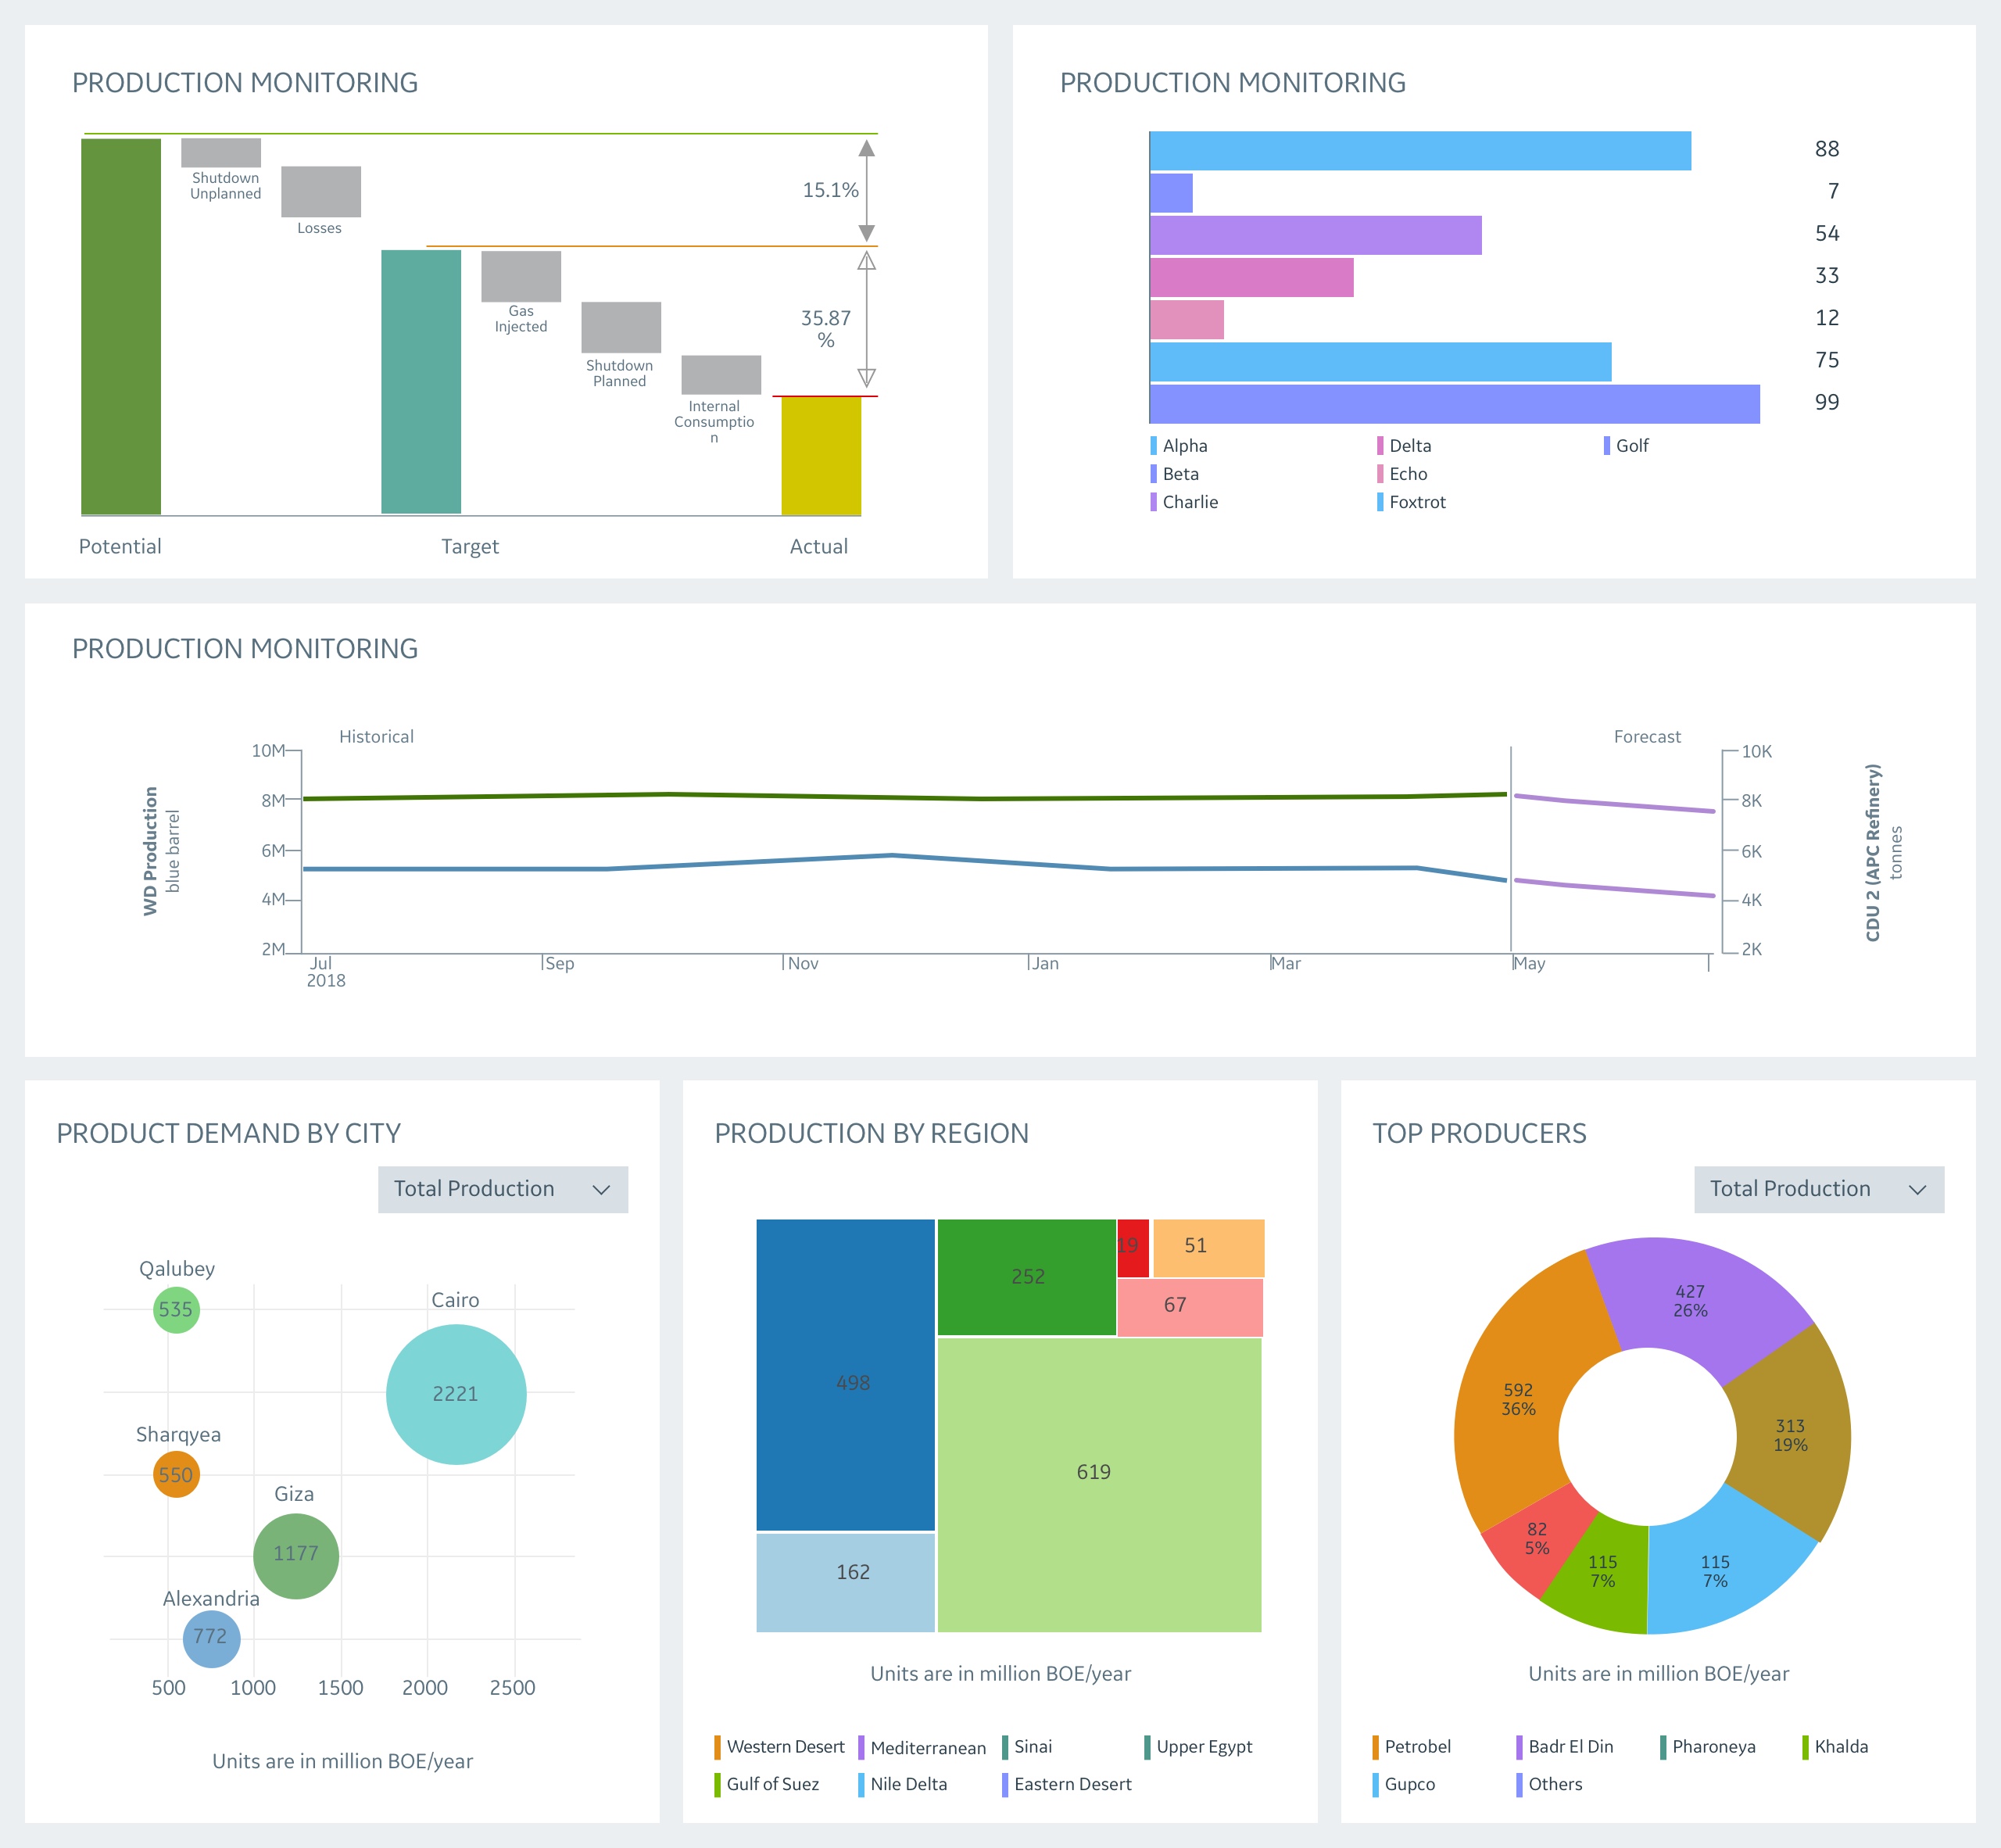 PRODUCTION MONITORING
Shutdown
Unplanned
Losses
15.1%
Gas
Injected
Shutdown
Planned
35.87
%
Internal
Consumptio
n
Potential
Target
Actual
PRODUCTION MONITORING
88
7
54
33
12
75
99
Alpha
Delta
Golf
Beta
Echo
Charlie
Foxtrot
PRODUCTION MONITORING
Historical
Forecast
WD Production
blue barrel
10M
8M
6M
4M
2M
Jul
2018
Sep
Nov
Jan
Mar
May
10K
8K
6K
4K
2K
CDU 2 (APC Refinery)
tonnes
PRODUCT DEMAND BY CITY
Total Production
Qalubey
535
Cairo
2221
Sharqyea
550
Giza
1177
Alexandria
772
500
1000
1500
2000
2500
Units are in million BOE/year
PRODUCTION BY REGION
498
252
19
51
67
619
162
Units are in million BOE/year
Western Desert
Mediterranean
Sinai
Upper Egypt
Gulf of Suez
Nile Delta
Eastern Desert
TOP PRODUCERS
Total Production
427
26%
592
36%
313
19%
82
5%
115
7%
115
7%
Units are in million BOE/year
Petrobel
Badr El Din
Pharoneya
Khalda
Gupco
Others